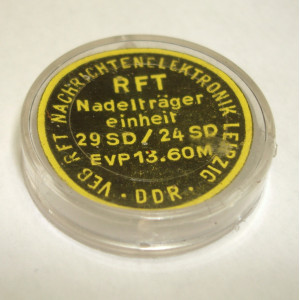 VEB RFT NACHRICHTENELEKTRONIK LEIPZIG
RFT
Nadelträger
einheit
29 SD / 24 SD
EVP 13.60 M
· DDR ·